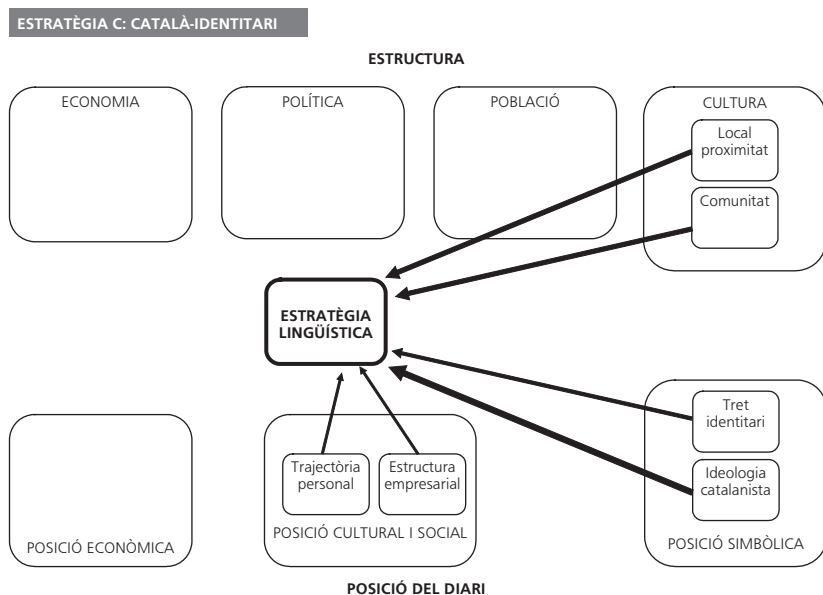 ESTRATÈGIA C: CATALÀ-IDENTITARI
ESTRUCTURA
ECONOMIA
POLÍTICA
POBLACIÓ
CULTURA
Local
proximitat
Comunitat
ESTRATÈGIA
LINGÜÍSTICA
Tret
identitari
Ideologia
catalanista
Trajectòria
personal
Estructura
empresarial
POSICIÓ ECONÒMICA
POSICIÓ CULTURAL I SOCIAL
POSICIÓ SIMBÒLICA
POSICIÓ DEL DIARI